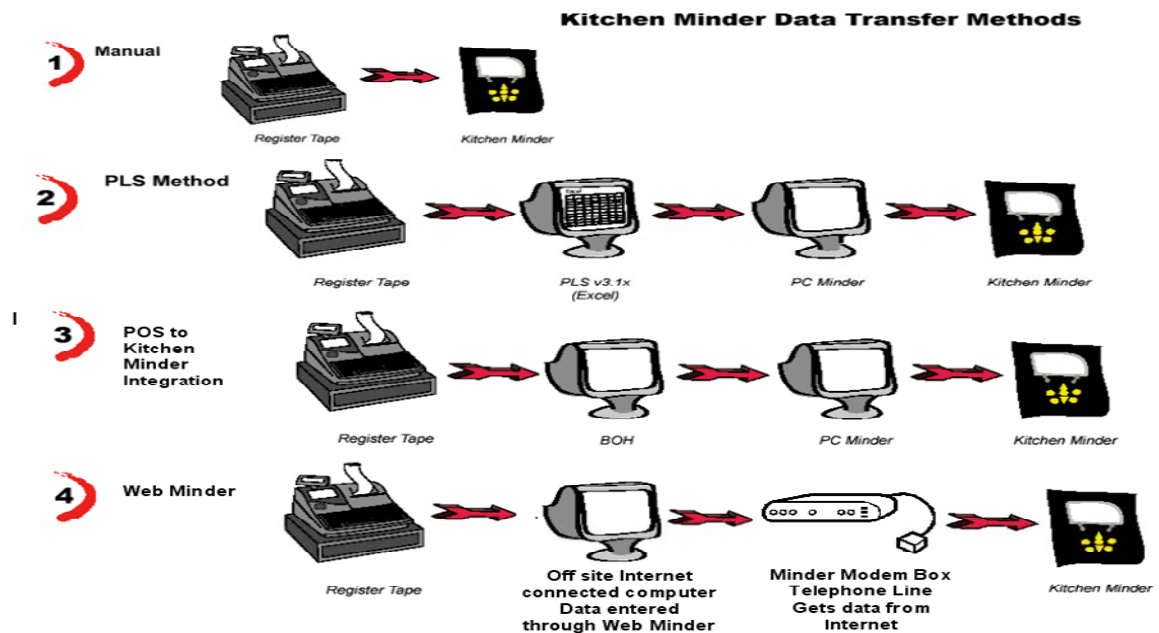 Kitchen Minder Data Transfer Methods
1
Manual
Register Tape
Kitchen Minder
2
PLS Method
Register Tape
PLS v3.1x
(Excel)
PC Minder
Kitchen Minder
3
POS to
Kitchen
Minder
Integration
Register Tape
BOH
PC Minder
Kitchen Minder
4
Web Minder
Register Tape
Off site Internet
connected computer
Data entered
through Web Minder
Minder Modem Box
Telephone Line
Gets data from
Internet
Kitchen Minder